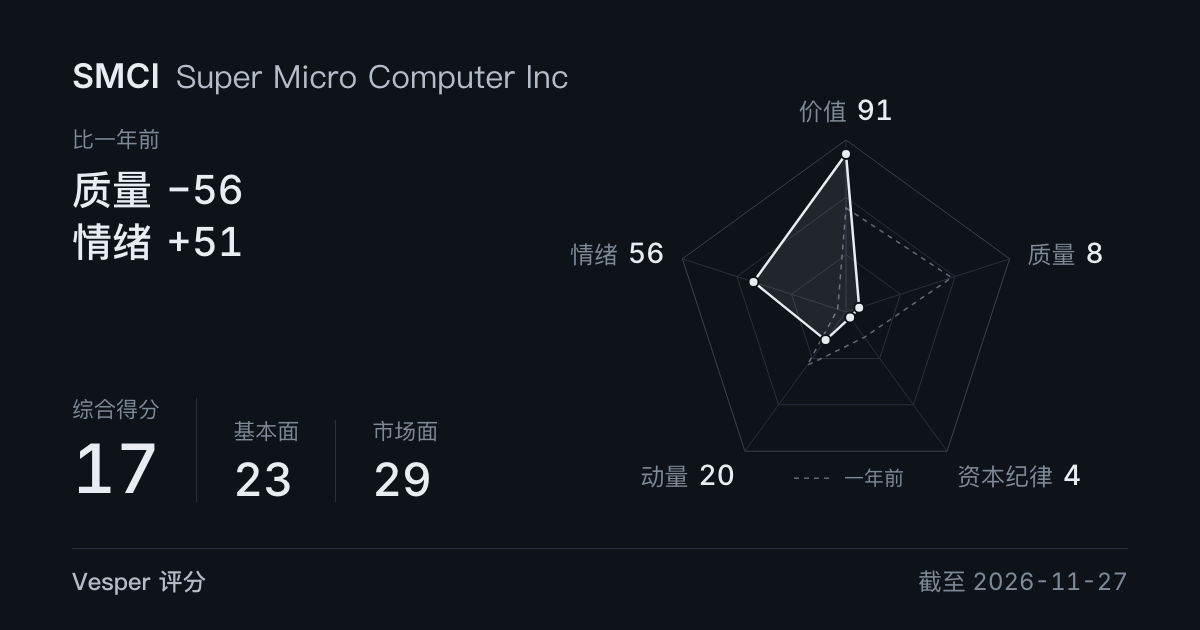 SMCI Super Micro Computer Inc
比一年前
质量 −56
情绪 +51
价值 91
情绪 56
质量 8
动量 20
---- 一年前
资本纪律 4
综合得分
17
基本面
23
市场面
29
Vesper 评分
截至 2026-11-27